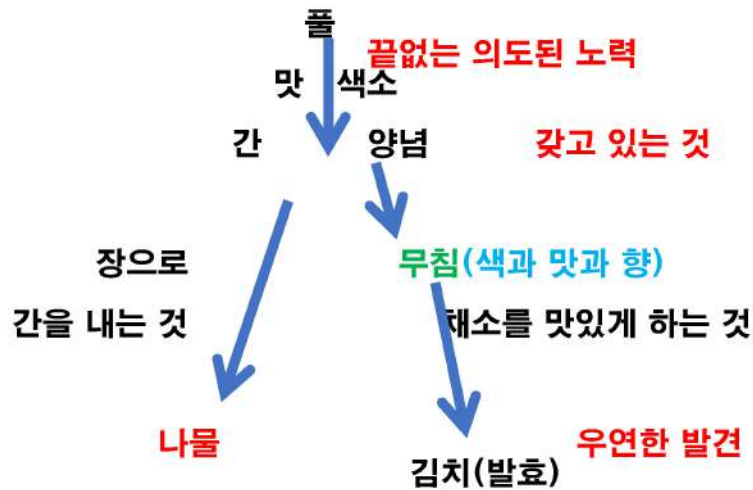 풀
끝없는 의도된 노력
맛 색소
간 양념 갖고 있는 것
장으로 무침(색과 맛과 향)
간을 내는 것 채소를 맛있게 하는 것
나물 우연한 발견
김치(발효)